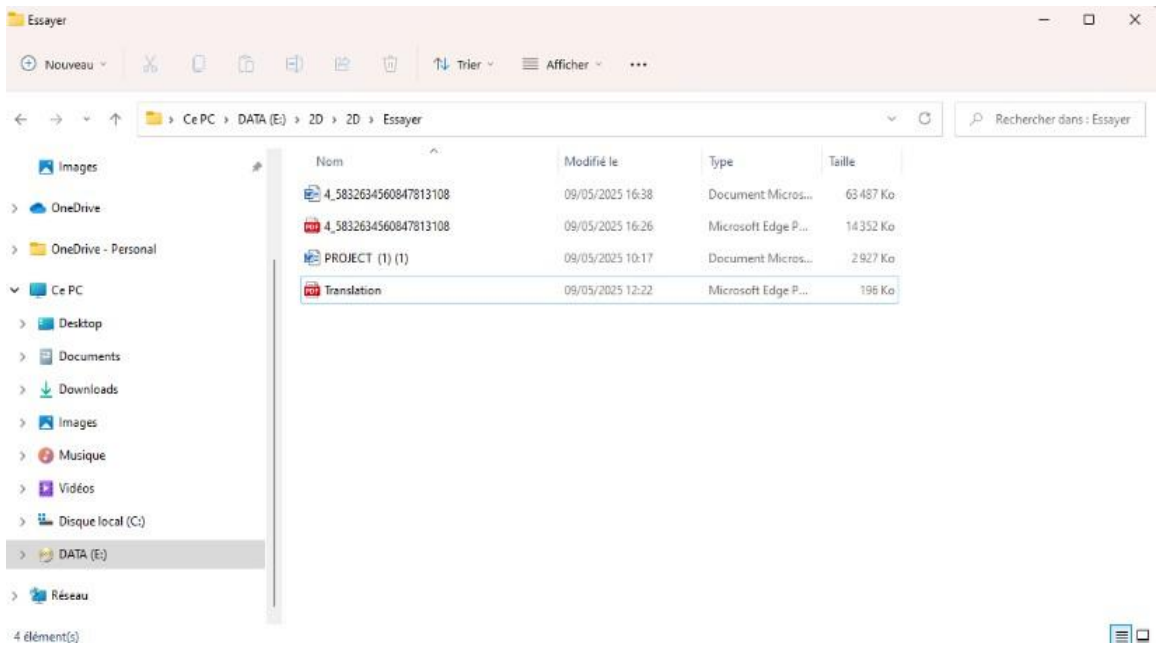 Essayer
Nouveau
Trier
Afficher
Ce PC > DATA (E:) > 2D > 2D > Essayer
Rechercher dans : Essayer
Nom Modifié le Type Taille
4_5832634560847813108 09/05/2025 16:38 Document Micros... 63 487 Ko
4_5832634560847813108 09/05/2025 16:26 Microsoft Edge P... 14 352 Ko
PROJECT (1) (1) 09/05/2025 10:17 Document Micros... 2 927 Ko
Translation 09/05/2025 12:22 Microsoft Edge P... 196 Ko
Images
OneDrive
OneDrive - Personal
Ce PC
Desktop
Documents
Downloads
Images
Musique
Vidéos
Disque local (C:)
DATA (E:)
Réseau
4 élément(s)